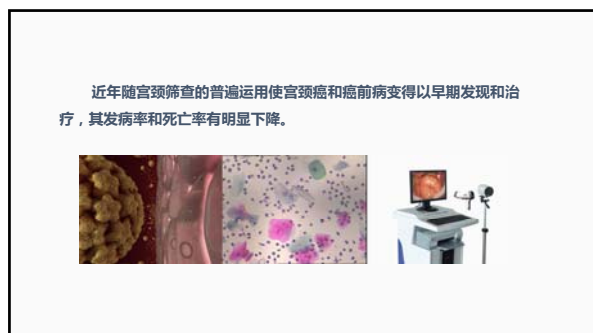 近年随宫颈筛查的普遍运用使宫颈癌和癌前病变得以早期发现和治
疗，其发病率和死亡率有明显下降。